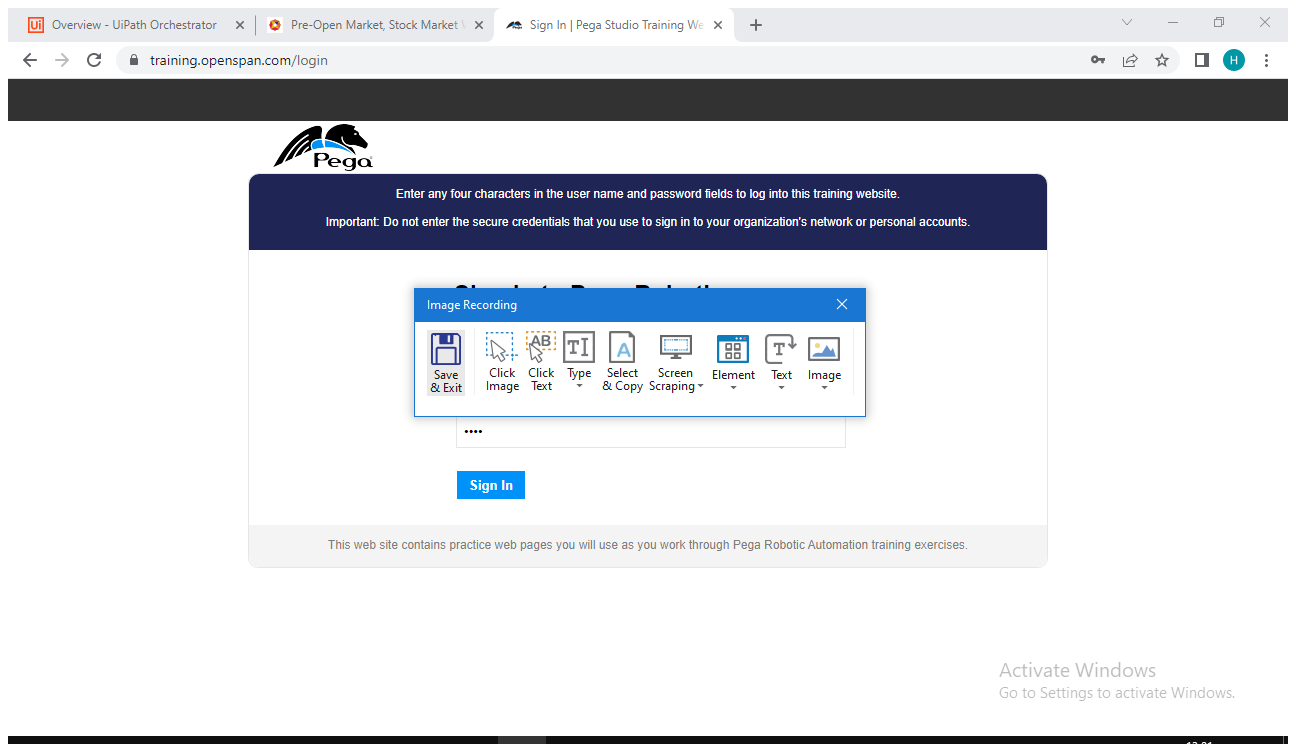 Overview - UiPath Orchestrator
Pre-Open Market, Stock Market
Sign In | Pega Studio Training We
training.openspan.com/login
H
Pega
Enter any four characters in the user name and password fields to log into this training website.
Important: Do not enter the secure credentials that you use to sign in to your organization's network or personal accounts.
Image Recording
Save & Exit
Click Image
Click Text
Type
Select & Copy
Screen Scraping
Element
Text
Image
••••
Sign In
This web site contains practice web pages you will use as you work through Pega Robotic Automation training exercises.
Activate Windows
Go to Settings to activate Windows.